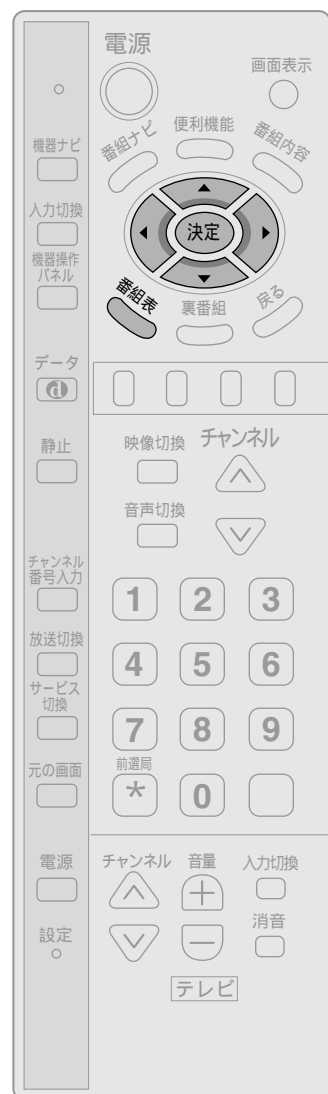 電源
画面表示
機器ナビ
番組ナビ
便利機能
番組内容
入力切換
決定
機器操作
パネル
番組表
裏番組
戻る
データ
d
静止
映像切換
チャンネル
音声切換
チャンネル
番号入力
1 2 3
放送切換
4 5 6
サービス
切換
7 8 9
元の画面
前選局
* 0
電源
チャンネル
音量
入力切換
設定
消音
テレビ